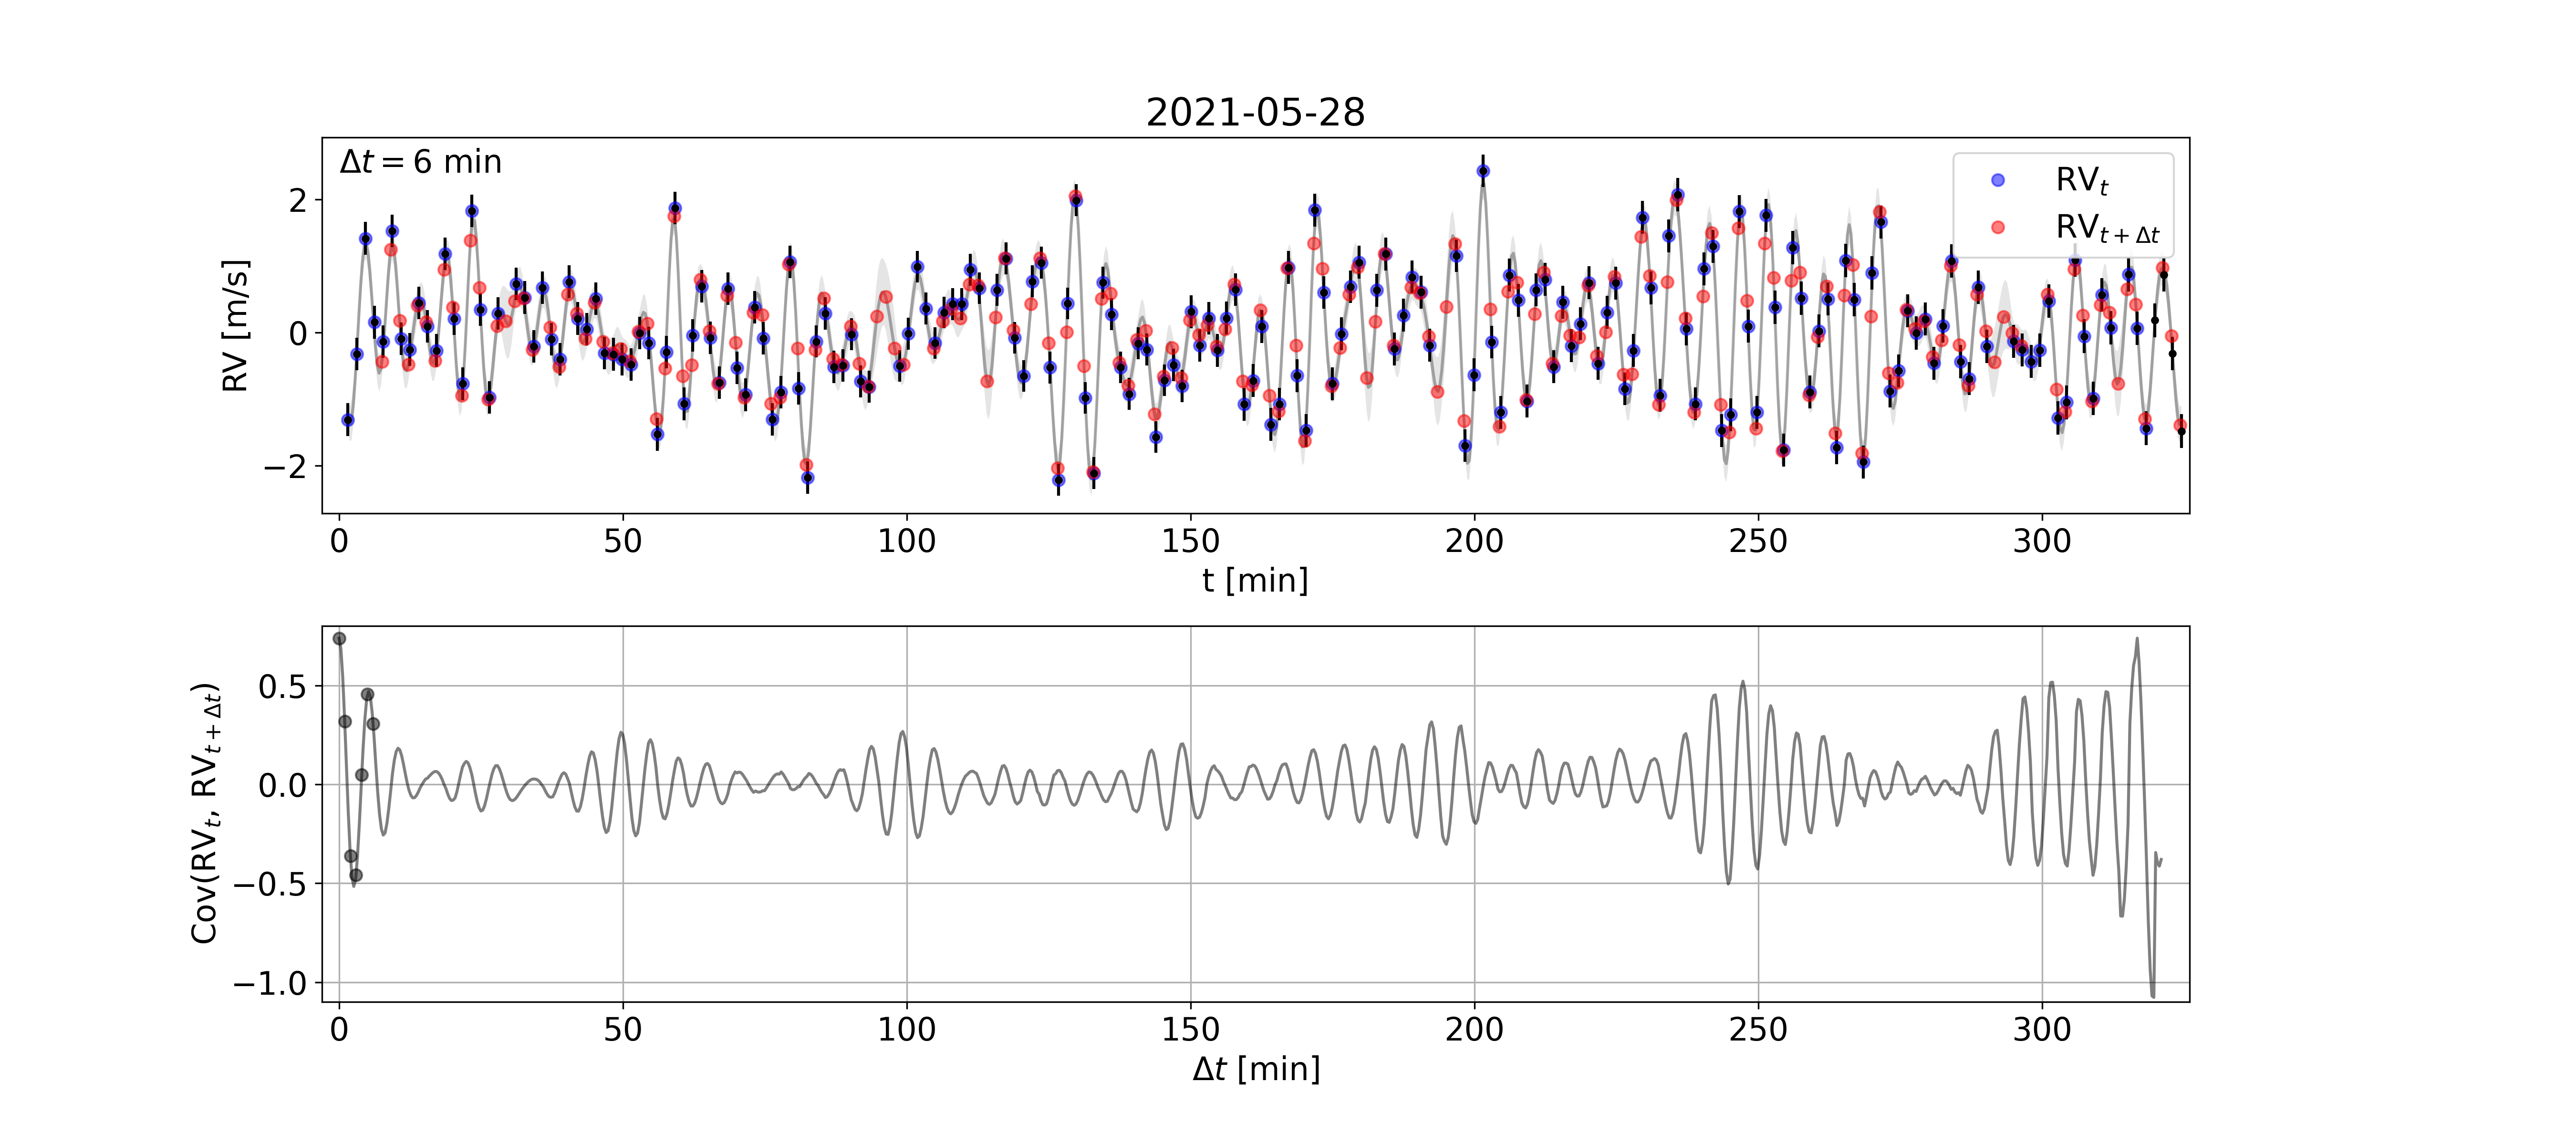 2021-05-28
Δt = 6 min
RV_t
RV_{t+Δt}
RV [m/s]
2
0
−2
0 50 100 150 200 250 300
t [min]
Cov(RV_t, RV_{t+Δt})
0.5
0.0
−0.5
−1.0
0 50 100 150 200 250 300
Δt [min]